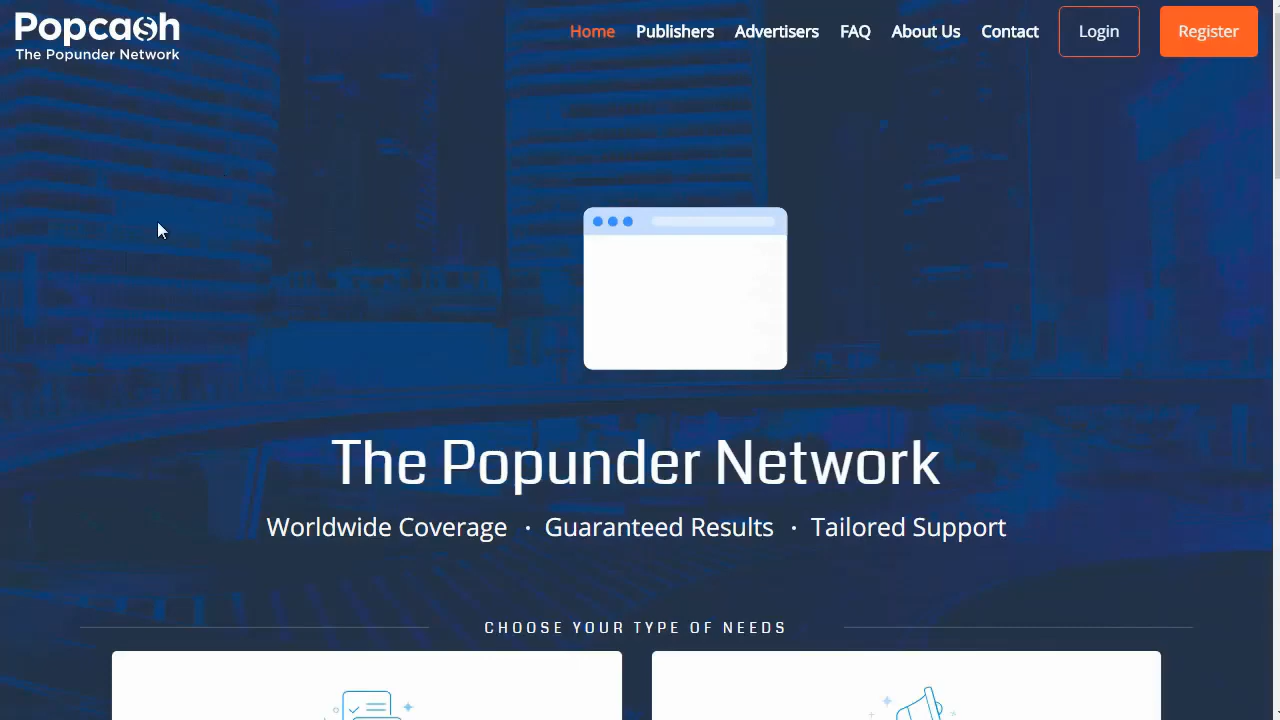 Popca$h
The Popunder Network
Home Publishers Advertisers FAQ About Us Contact Login Register
The Popunder Network
Worldwide Coverage · Guaranteed Results · Tailored Support
CHOOSE YOUR TYPE OF NEEDS